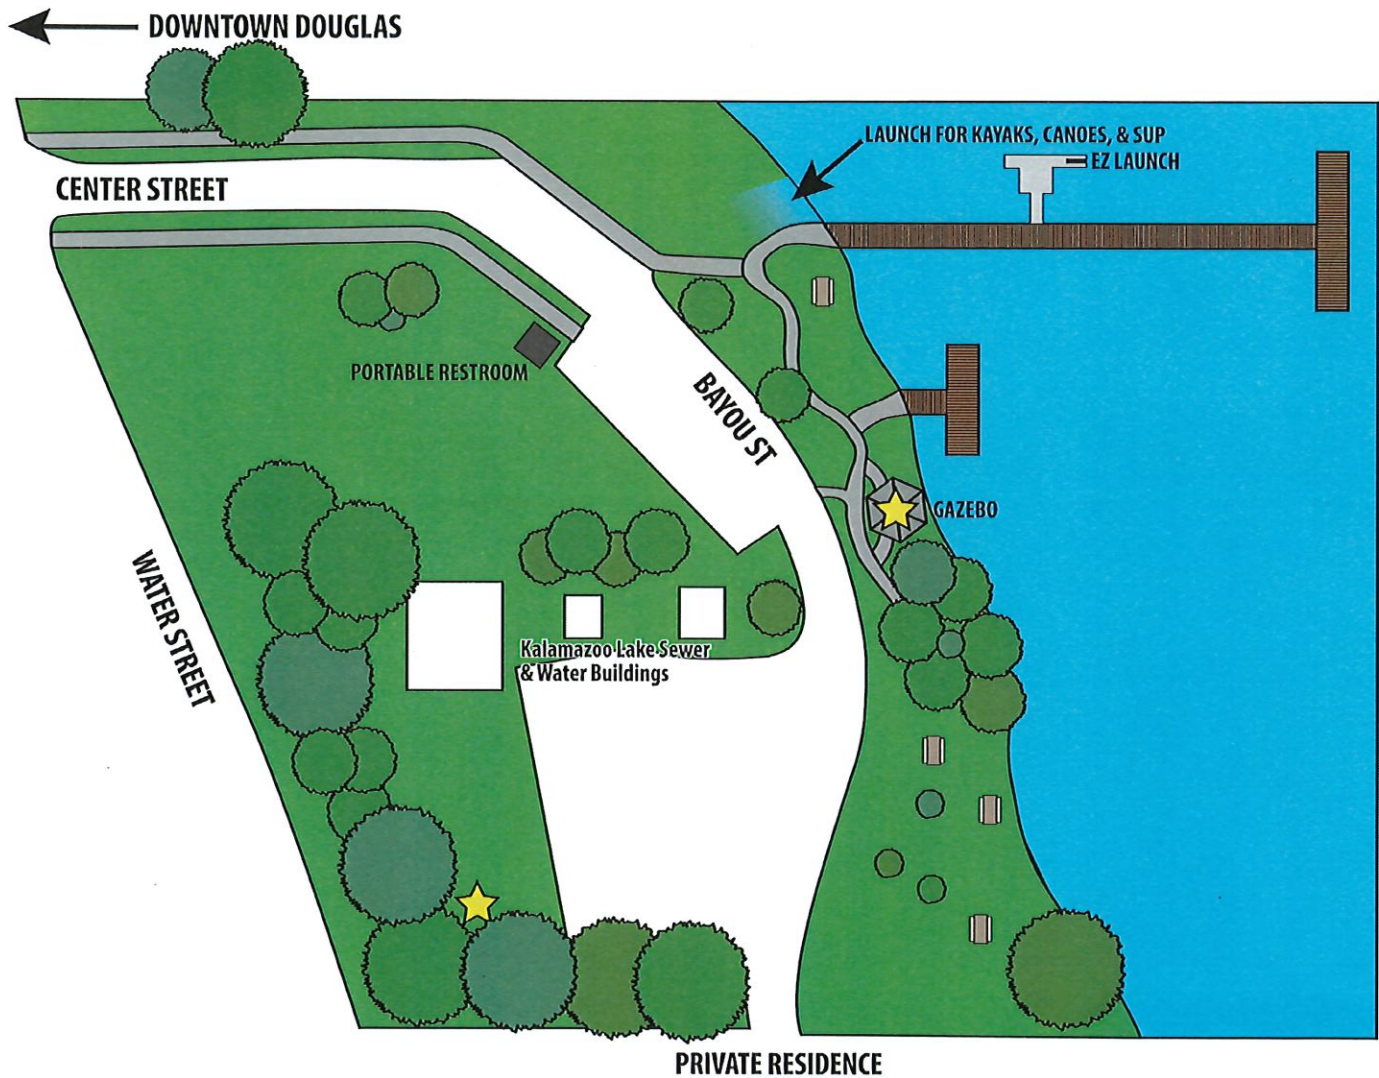 DOWNTOWN DOUGLAS
LAUNCH FOR KAYAKS, CANOES, & SUP
EZ LAUNCH
CENTER STREET
PORTABLE RESTROOM
BAYOU ST
GAZEBO
WATER STREET
Kalamazoo Lake Sewer
& Water Buildings
PRIVATE RESIDENCE